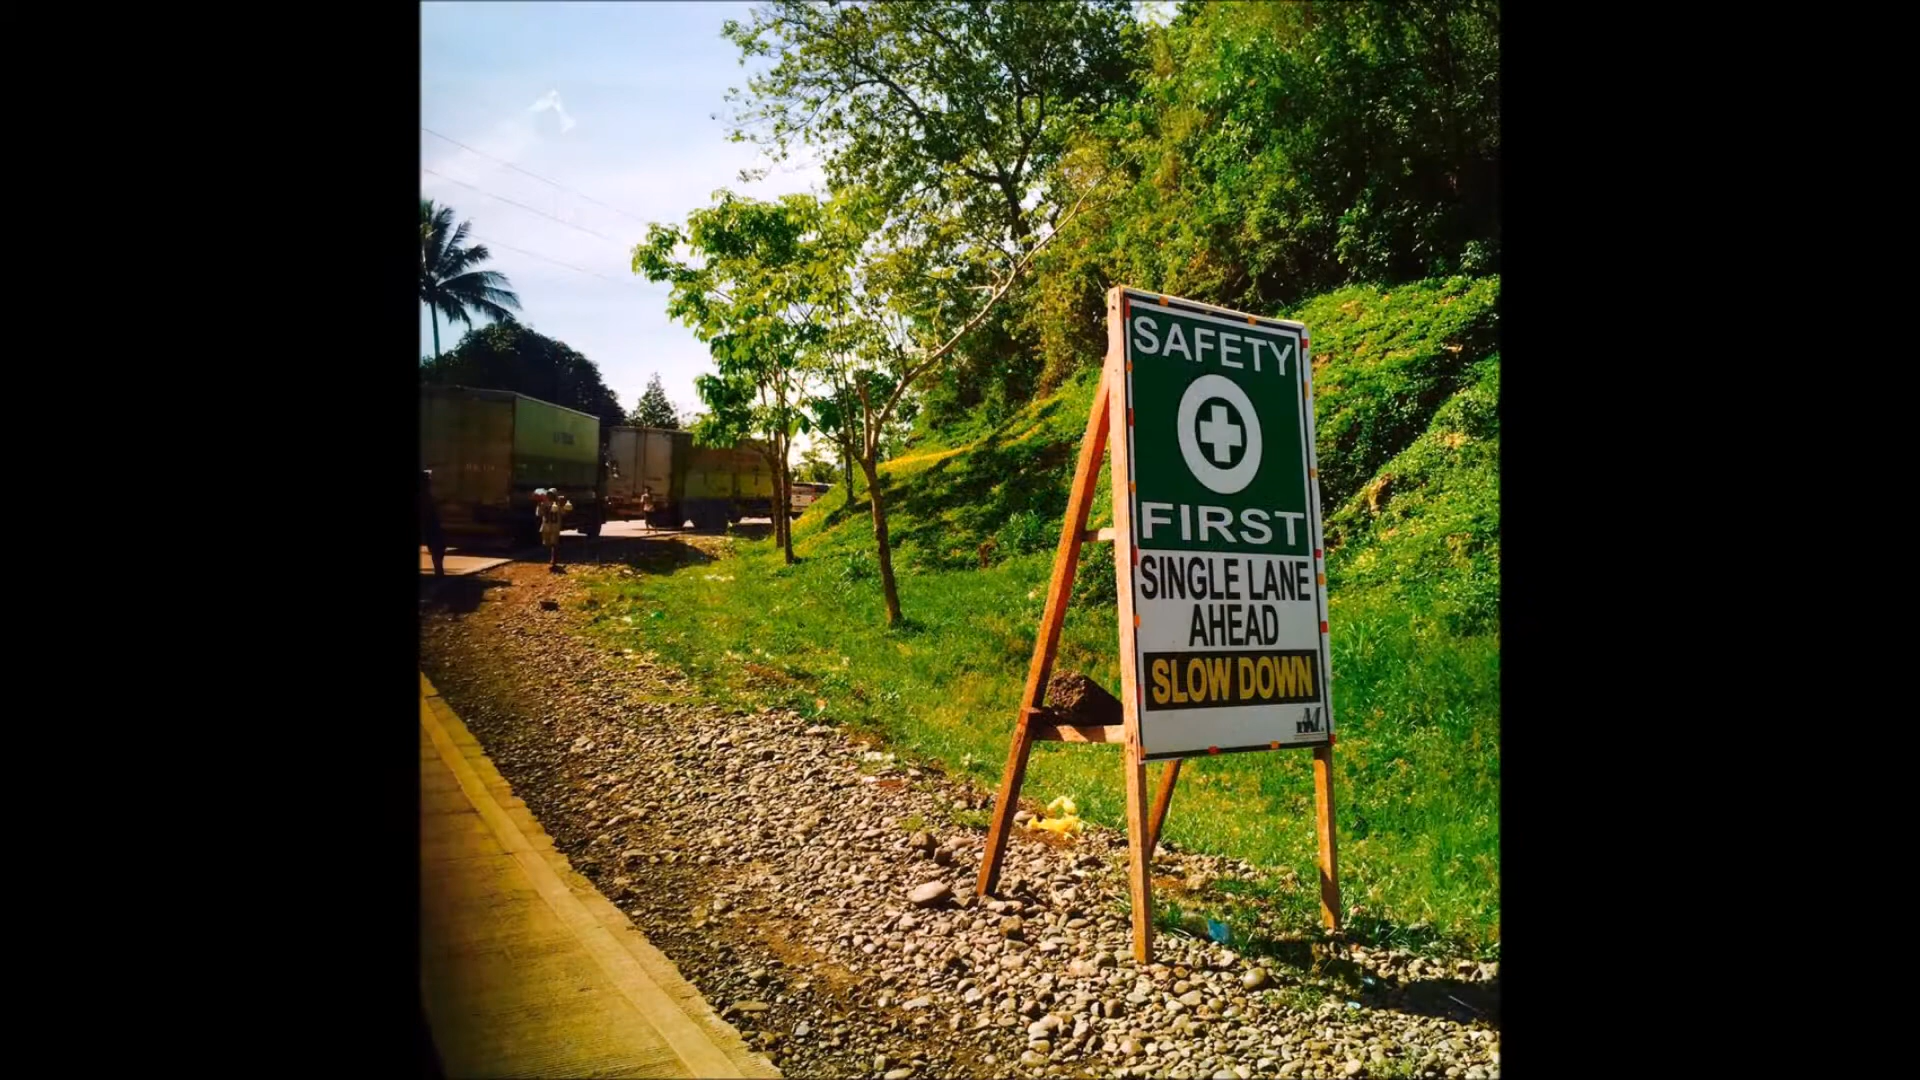 SAFETY
FIRST
SINGLE LANE
AHEAD
SLOW DOWN